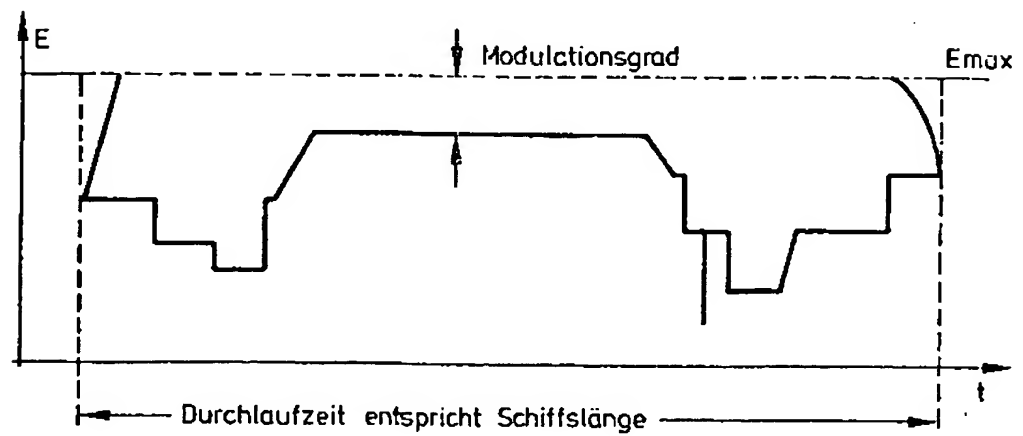 E
Modulationsgrad
Emax
t
Durchlaufzeit entspricht Schiffslänge